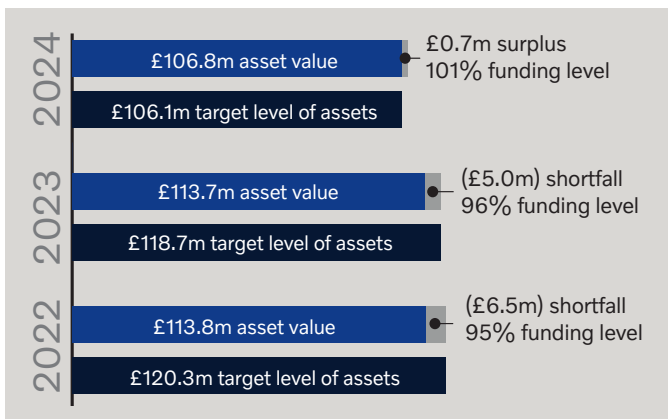 2024
£106.8m asset value
£0.7m surplus
101% funding level
£106.1m target level of assets
2023
£113.7m asset value
(£5.0m) shortfall
96% funding level
£118.7m target level of assets
2022
£113.8m asset value
(£6.5m) shortfall
95% funding level
£120.3m target level of assets